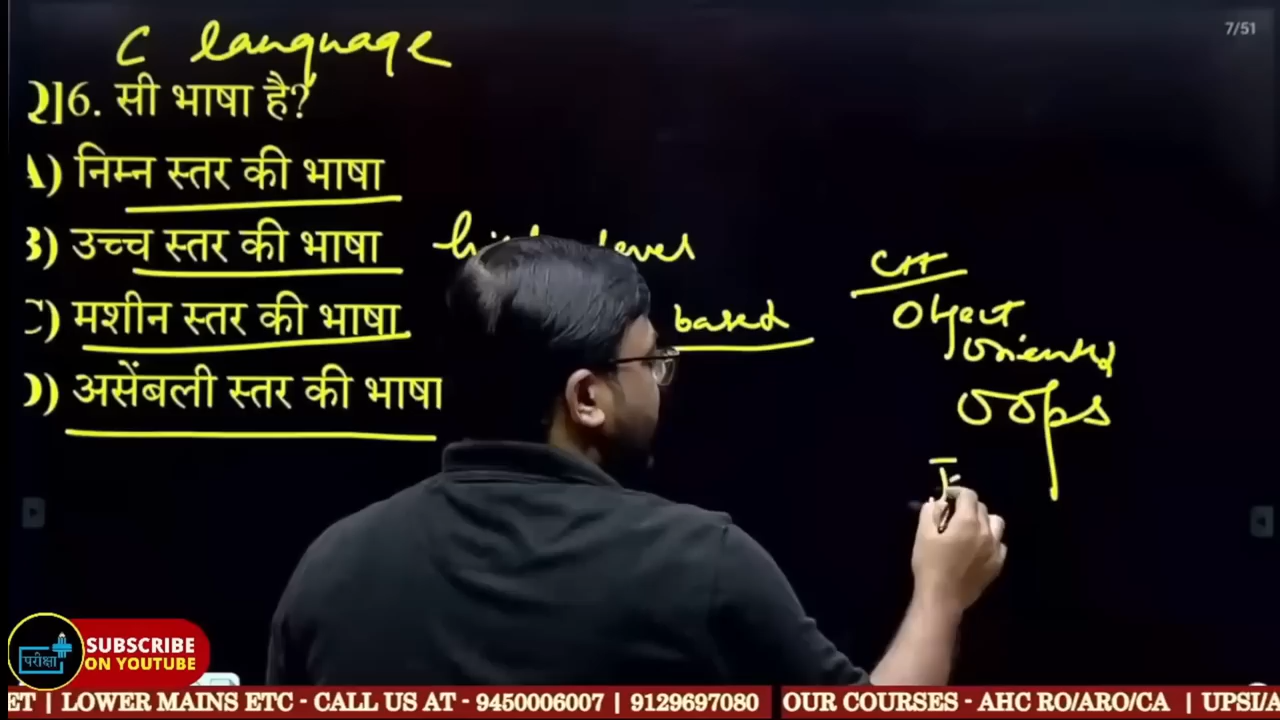 7/51
C language
Q]6. सी भाषा है?
A) निम्न स्तर की भाषा
B) उच्च स्तर की भाषा
level
C) मशीन स्तर की भाषा
based
D) असेंबली स्तर की भाषा
C++
Object
oriented
OOPS
परीक्षा
SUBSCRIBE
ON YOUTUBE
ET | LOWER MAINS ETC - CALL US AT - 9450006007 | 9129697080 OUR COURSES - AHC RO/ARO/CA | UPSI/A